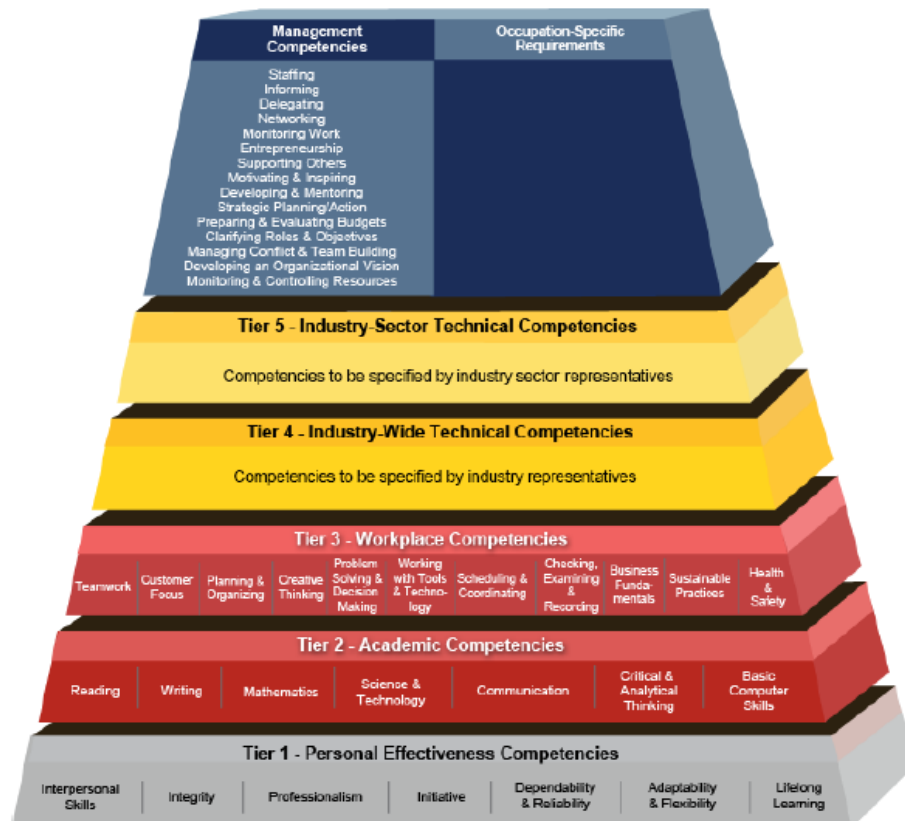 Management
Competencies
Occupation-Specific
Requirements
Staffing
Informing
Delegating
Networking
Monitoring Work
Entrepreneurship
Supporting Others
Motivating & Inspiring
Developing & Mentoring
Strategic Planning/Action
Preparing & Evaluating Budgets
Clarifying Roles & Objectives
Managing Conflict & Team Building
Developing an Organizational Vision
Monitoring & Controlling Resources
Tier 5 - Industry-Sector Technical Competencies
Competencies to be specified by industry sector representatives
Tier 4 - Industry-Wide Technical Competencies
Competencies to be specified by industry representatives
Tier 3 - Workplace Competencies
Teamwork
Customer
Focus
Planning &
Organizing
Creative
Thinking
Problem
Solving &
Decision
Making
Working
with Tools
& Techno-
logy
Scheduling &
Coordinating
Checking,
Examining
&
Recording
Business
Funda-
mentals
Sustainable
Practices
Health
&
Safety
Tier 2 - Academic Competencies
Reading
Writing
Mathematics
Science &
Technology
Communication
Critical &
Analytical
Thinking
Basic
Computer
Skills
Tier 1 - Personal Effectiveness Competencies
Interpersonal
Skills
Integrity
Professionalism
Initiative
Dependability
& Reliability
Adaptability
& Flexibility
Lifelong
Learning